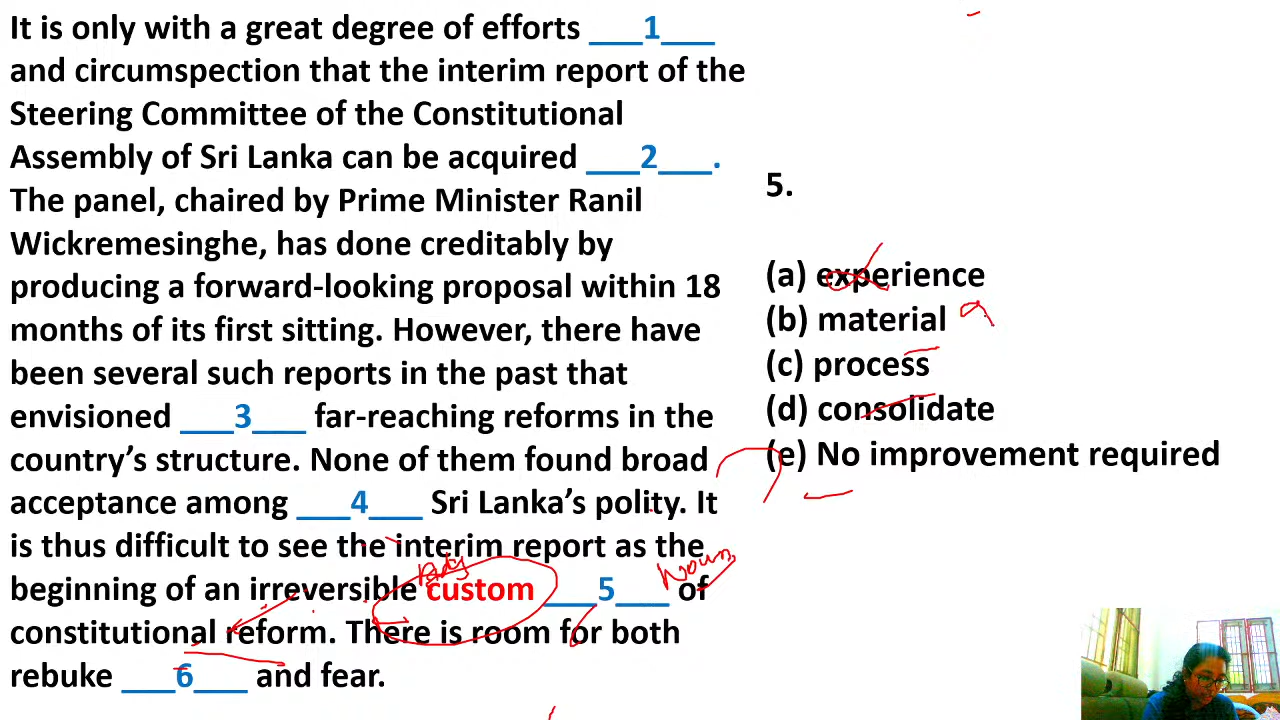 It is only with a great degree of efforts ___1___
and circumspection that the interim report of the
Steering Committee of the Constitutional
Assembly of Sri Lanka can be acquired ___2___.
The panel, chaired by Prime Minister Ranil
Wickremesinghe, has done creditably by
producing a forward-looking proposal within 18
months of its first sitting. However, there have
been several such reports in the past that
envisioned ___3___ far-reaching reforms in the
country's structure. None of them found broad
acceptance among ___4___ Sri Lanka's polity. It
is thus difficult to see the interim report as the
beginning of an irreversible custom ___5___ of
constitutional reform. There is room for both
rebuke ___6___ and fear.
Noun
5.
(a) experience
(b) material
(c) process
(d) consolidate
(e) No improvement required